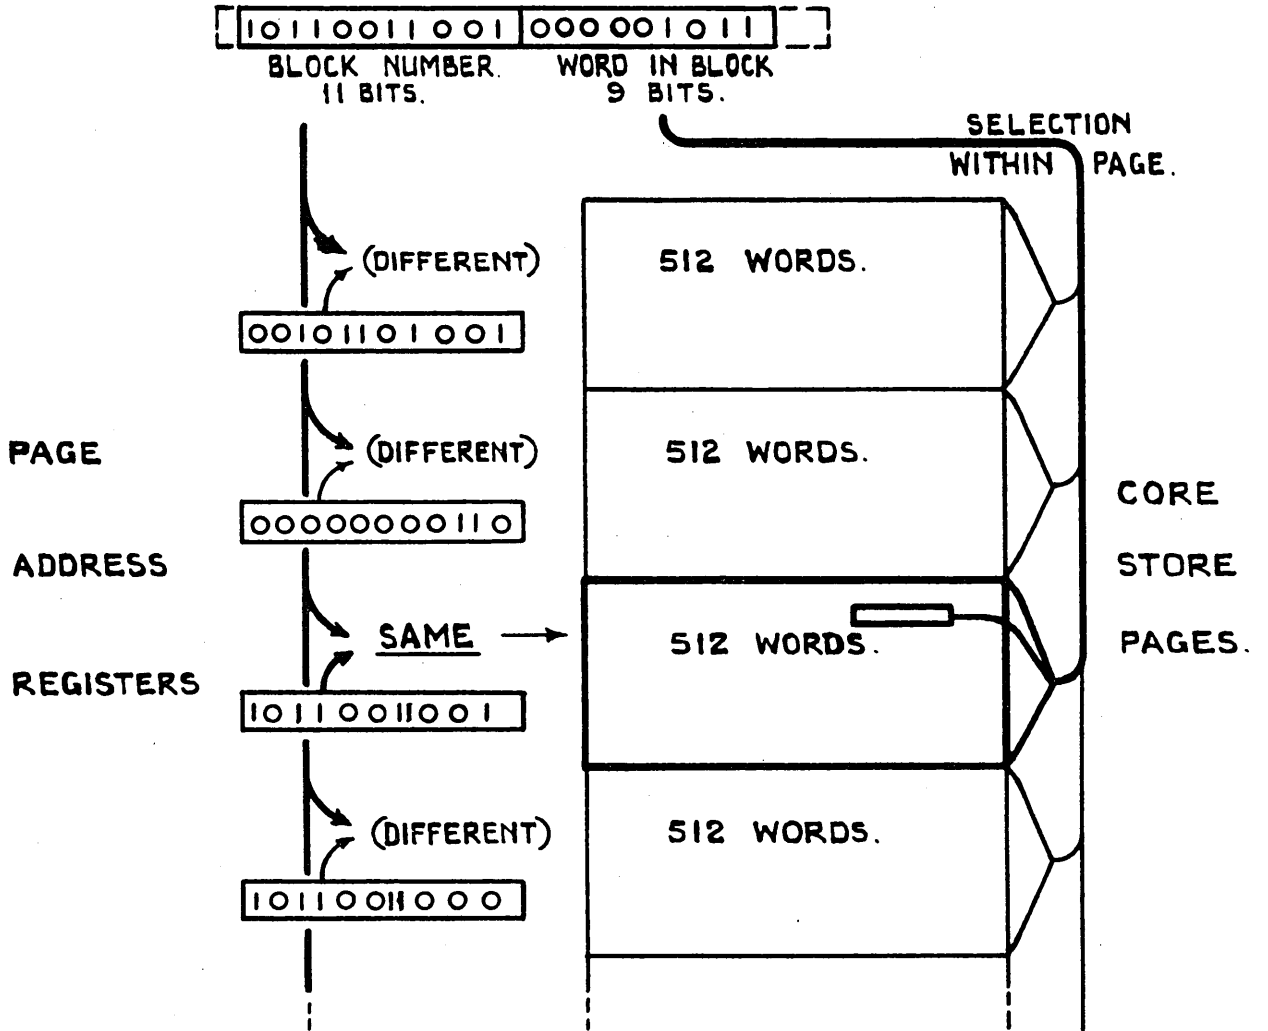 10110011001 000001011
BLOCK NUMBER. WORD IN BLOCK
11 BITS. 9 BITS.
SELECTION
WITHIN PAGE.
(DIFFERENT) 512 WORDS.
00101101001
(DIFFERENT) 512 WORDS.
00000000110
SAME 512 WORDS.
10110011001
(DIFFERENT) 512 WORDS.
10110011000
PAGE
ADDRESS
REGISTERS
CORE
STORE
PAGES.